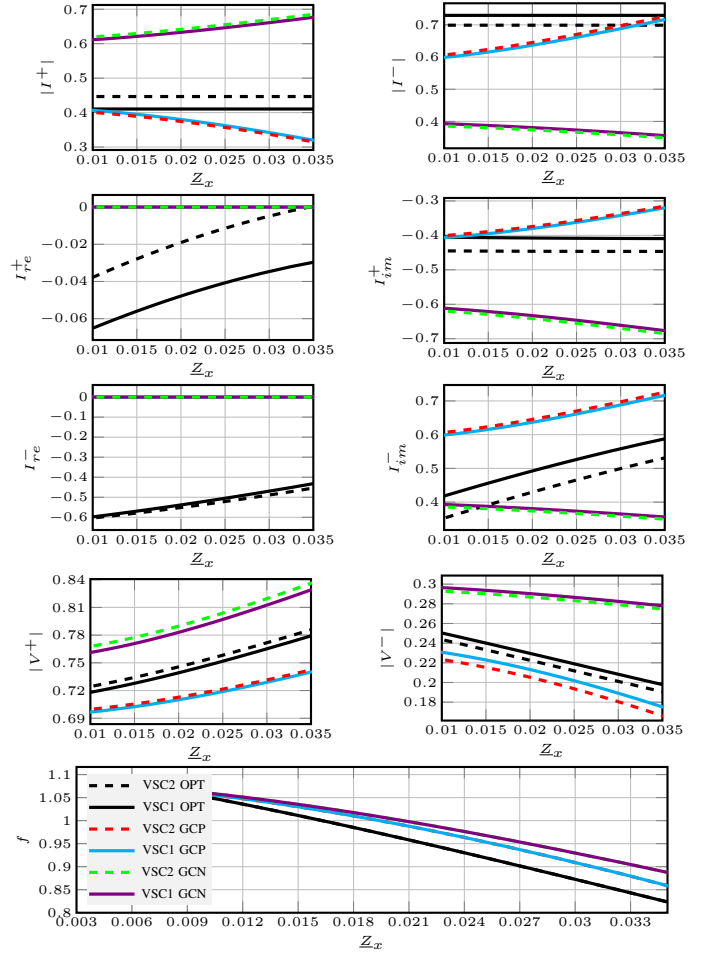 0.7
0.6
0.5
0.4
0.3
|I⁺|
0.01 0.015 0.02 0.025 0.03 0.035
Z̲ₓ
0.7
0.6
0.5
0.4
|I⁻|
0.01 0.015 0.02 0.025 0.03 0.035
Z̲ₓ
0
−0.02
−0.04
−0.06
I⁺re
0.01 0.015 0.02 0.025 0.03 0.035
Z̲ₓ
−0.3
−0.4
−0.6
−0.7
I⁺im
0.01 0.015 0.02 0.025 0.03 0.035
Z̲ₓ
0
−0.1
−0.2
−0.3
−0.4
−0.5
−0.6
I⁻re
0.01 0.015 0.02 0.025 0.03 0.035
Z̲ₓ
0.7
0.6
0.5
0.4
I⁻im
0.01 0.015 0.02 0.025 0.03 0.035
Z̲ₓ
0.84
0.81
0.78
0.75
0.72
0.69
|V⁺|
0.01 0.015 0.02 0.025 0.03 0.035
Z̲ₓ
0.3
0.28
0.26
0.24
0.22
0.2
0.18
|V⁻|
0.01 0.015 0.02 0.025 0.03 0.035
Z̲ₓ
1.1
1.05
1
0.95
0.9
0.85
0.8
f
VSC2 OPT
VSC1 OPT
VSC2 GCP
VSC1 GCP
VSC2 GCN
VSC1 GCN
0.003 0.006 0.009 0.012 0.015 0.018 0.021 0.024 0.027 0.03 0.033
Z̲ₓ